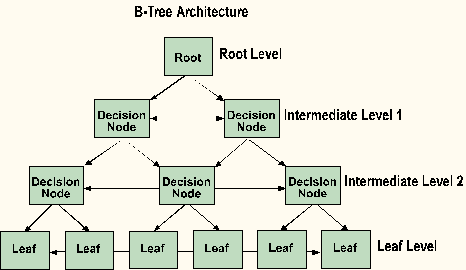 B-Tree Architecture
Root
Root Level
Decision
Node
Decision
Node
Intermediate Level 1
Decision
Node
Decision
Node
Decision
Node
Intermediate Level 2
Leaf
Leaf
Leaf
Leaf
Leaf
Leaf
Leaf Level